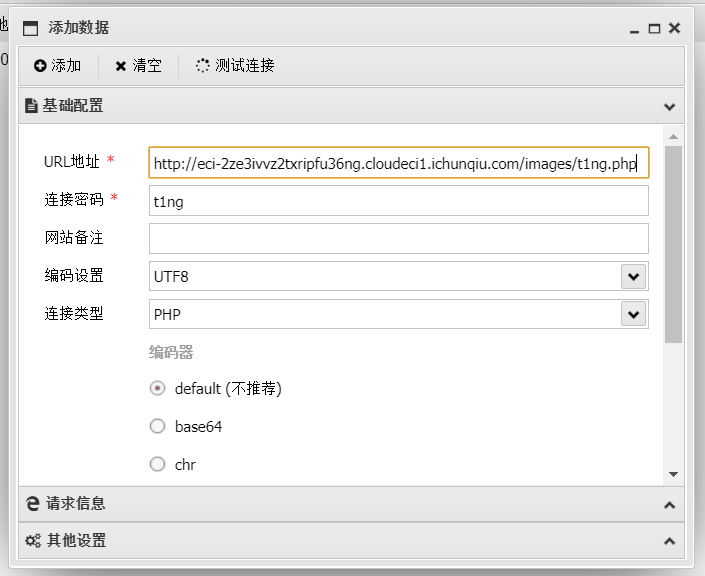 添加数据
添加 清空 测试连接
基础配置
URL地址 * http://eci-2ze3ivvz2txripfu36ng.cloudeci1.ichunqiu.com/images/t1ng.php
连接密码 * t1ng
网站备注
编码设置 UTF8
连接类型 PHP
编码器
default (不推荐)
base64
chr
请求信息
其他设置